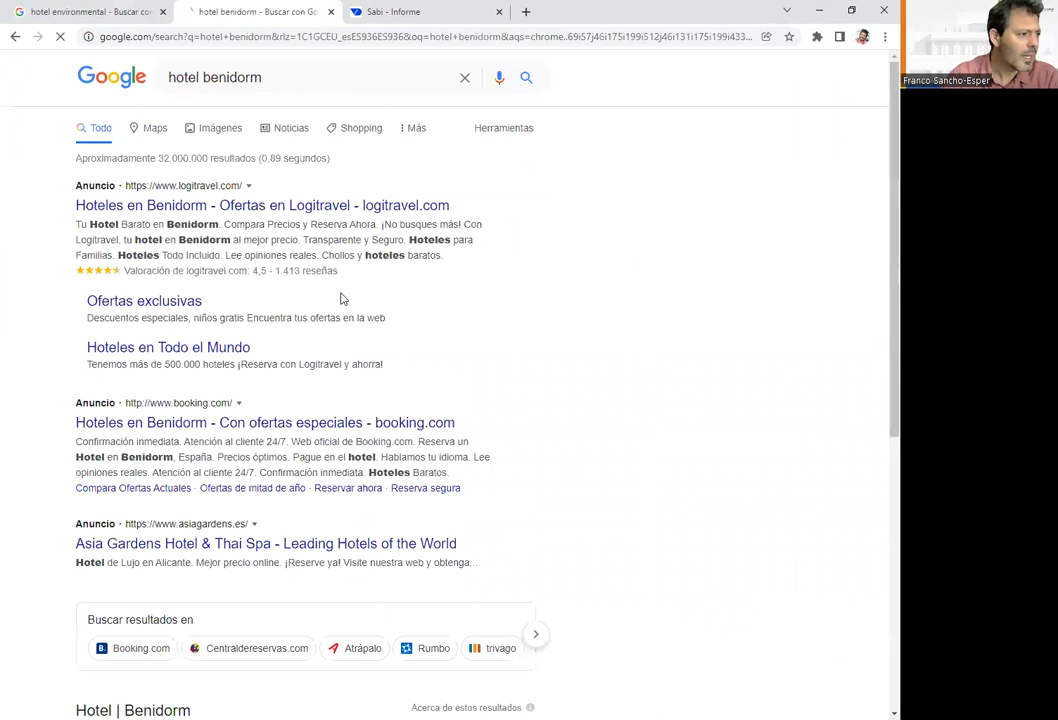 hotel environmental - Buscar co
hotel benidorm - Buscar con Go
Sabi - Informe
google.com/search?q=hotel+benidorm&rlz=1C1GCEU_esES936ES936&oq=hotel+benidorm&aqs=chrome..69i57j46i175i199i512j46i131i175i199i433...
Franco Sancho-Esper
Google
hotel benidorm
Todo
Maps
Imágenes
Noticias
Shopping
Más
Herramientas
Aproximadamente 32.000.000 resultados (0,89 segundos)
Anuncio · https://www.logitravel.com/
Hoteles en Benidorm - Ofertas en Logitravel - logitravel.com
Tu Hotel Barato en Benidorm. Compara Precios y Reserva Ahora. ¡No busques más! Con
Logitravel, tu hotel en Benidorm al mejor precio. Transparente y Seguro. Hoteles para
Familias. Hoteles Todo Incluido. Lee opiniones reales. Chollos y hoteles baratos.
Valoración de logitravel.com: 4,5 - 1.413 reseñas
Ofertas exclusivas
Descuentos especiales, niños gratis Encuentra tus ofertas en la web
Hoteles en Todo el Mundo
Tenemos más de 500.000 hoteles ¡Reserva con Logitravel y ahorra!
Anuncio · http://www.booking.com/
Hoteles en Benidorm - Con ofertas especiales - booking.com
Confirmación inmediata. Atención al cliente 24/7. Web oficial de Booking.com. Reserva un
Hotel en Benidorm, España. Precios óptimos. Pague en el hotel. Hablamos tu idioma. Lee
opiniones reales. Atención al cliente 24/7. Confirmación inmediata. Hoteles Baratos.
Compara Ofertas Actuales · Ofertas de mitad de año · Reservar ahora · Reserva segura
Anuncio · https://www.asiagardens.es/
Asia Gardens Hotel & Thai Spa - Leading Hotels of the World
Hotel de Lujo en Alicante. Mejor precio online. ¡Reserve ya! Visite nuestra web y obtenga...
Buscar resultados en
B. Booking.com
Centraldereservas.com
Atrápalo
Rumbo
trivago
Hotel | Benidorm
Acerca de estos resultados